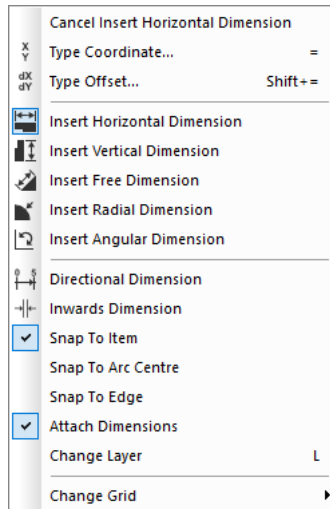 Cancel Insert Horizontal Dimension
X
Y
Type Coordinate... =
dX
dY
Type Offset... Shift+=
Insert Horizontal Dimension
Insert Vertical Dimension
Insert Free Dimension
Insert Radial Dimension
Insert Angular Dimension
0 5
Directional Dimension
Inwards Dimension
Snap To Item
Snap To Arc Centre
Snap To Edge
Attach Dimensions
Change Layer L
Change Grid